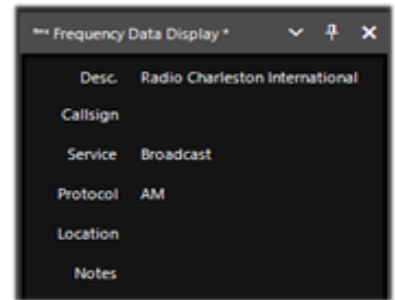 Frequency Data Display *
Desc. Radio Charleston International
Callsign
Service Broadcast
Protocol AM
Location
Notes